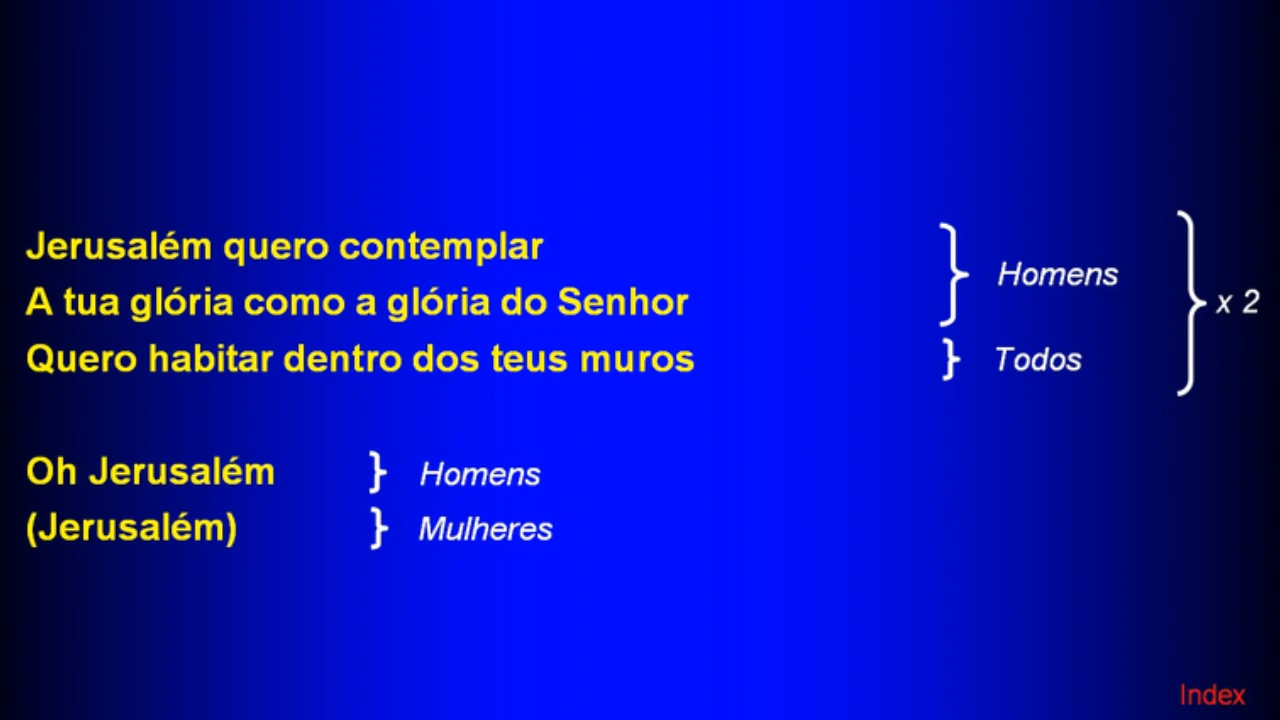 Jerusalém quero contemplar
A tua glória como a glória do Senhor
Homens
x 2
Quero habitar dentro dos teus muros
Todos
Oh Jerusalém
Homens
(Jerusalém)
Mulheres
Index